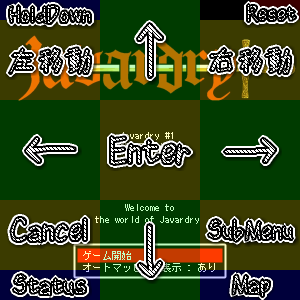 HoldDown
Reset
左移動
右移動
Javardry
Javardry #1
Enter
Welcome to
the world of Javardry
Cancel
SubMenu
ゲーム開始
オートマッ 表示 : あり
Status
Map